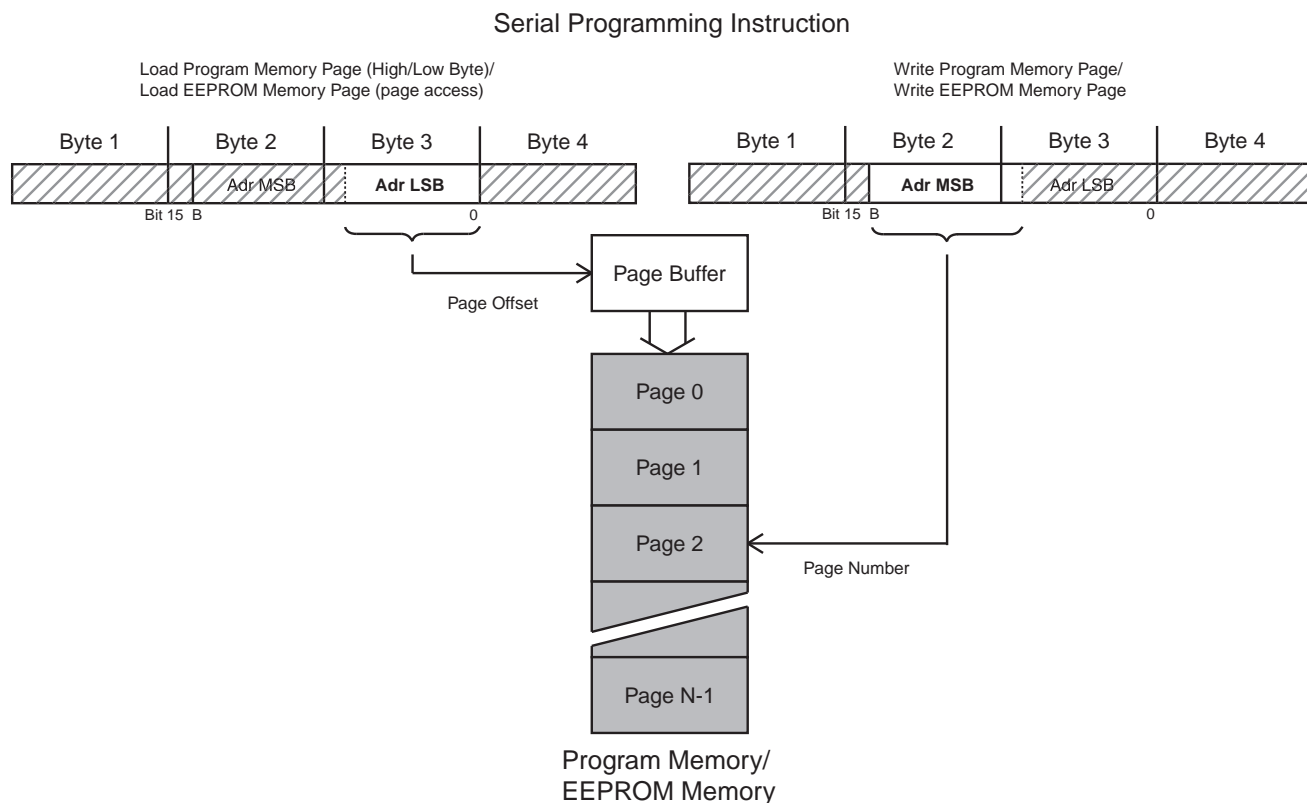 Serial Programming Instruction
Load Program Memory Page (High/Low Byte)/
Load EEPROM Memory Page (page access)
Write Program Memory Page/
Write EEPROM Memory Page
Byte 1 Byte 2 Byte 3 Byte 4
Byte 1 Byte 2 Byte 3 Byte 4
Adr MSB Adr LSB
Adr MSB Adr LSB
Bit 15 B 0
Bit 15 B 0
Page Buffer
Page Offset
Page 0
Page 1
Page 2
Page Number
Page N-1
Program Memory/
EEPROM Memory